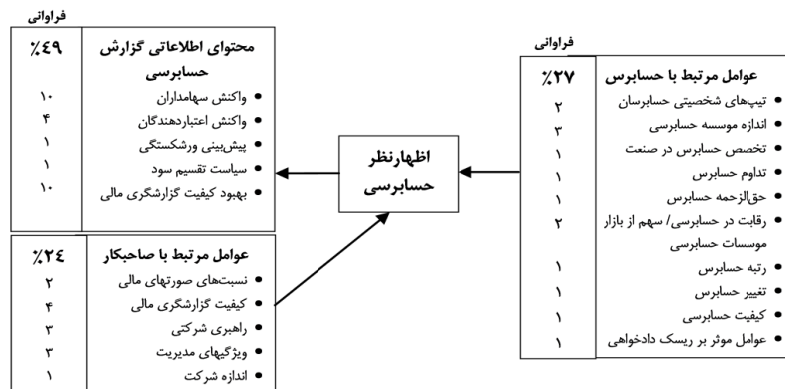 فراوانی
عوامل مرتبط با حسابرس ٪۲۷
• تیپ‌های شخصیتی حسابرسان ۲
• اندازه موسسه حسابرسی ۳
• تخصص حسابرس در صنعت ۱
• تداوم حسابرس ۱
• حق‌الزحمه حسابرس ۱
• رقابت در حسابرسی/ سهم از بازار ۲
موسسات حسابرسی
• رتبه حسابرس ۱
• تغییر حسابرس ۱
• کیفیت حسابرسی ۱
• عوامل موثر بر ریسک دادخواهی ۱
اظهارنظر
حسابرسی
فراوانی
محتوای اطلاعاتی گزارش ٪٤٩
حسابرسی
• واکنش سهامداران ۱۰
• واکنش اعتباردهندگان ۴
• پیش‌بینی ورشکستگی ۱
• سیاست تقسیم سود ۱
• بهبود کیفیت گزارشگری مالی ۱۰
عوامل مرتبط با صاحبکار ٪۲٤
• نسبت‌های صورتهای مالی ۲
• کیفیت گزارشگری مالی ۴
• راهبری شرکتی ۳
• ویژگیهای مدیریت ۳
• اندازه شرکت ۱